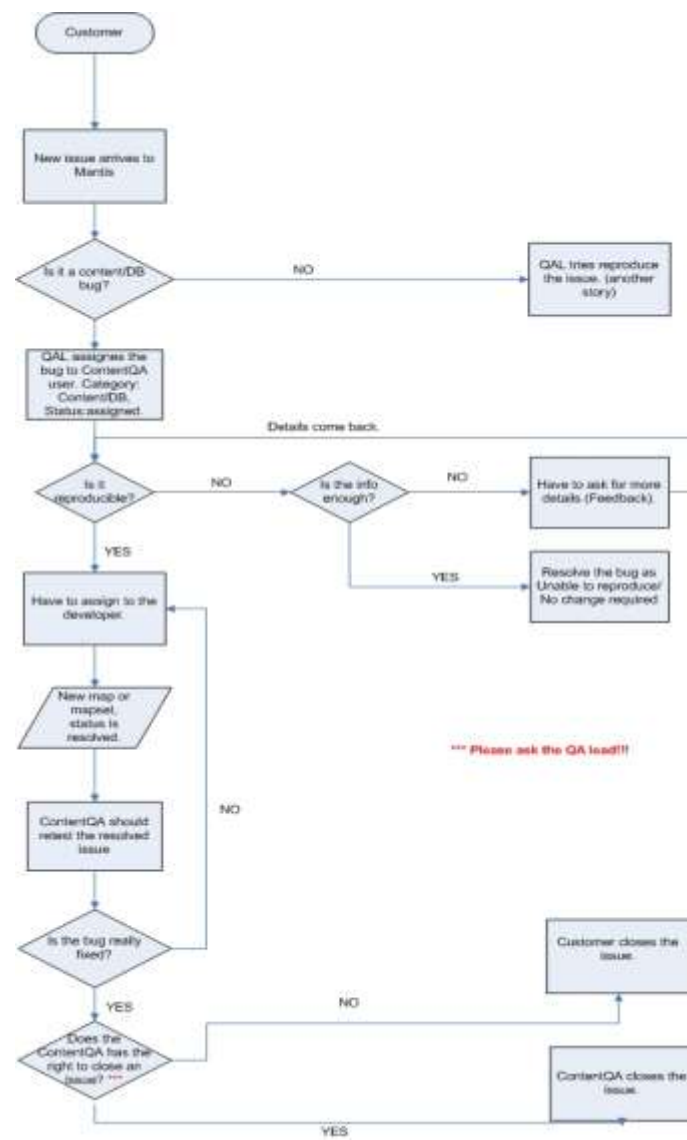 Customer
New issue arrives to
Mantis
Is it a content/DB
bug?
NO
QAL tries reproduce
the issue. (another
story)
QAL assignes the
bug to ContentQA
user. Category:
Content/DB,
Status:assigned.
Details come back.
Is it
reproducible?
NO
Is the info
enough?
NO
Have to ask for more
details (Feedback).
YES
YES
Resolve the bug as
Unable to reproduce/
No change required
Have to assign to the
developer.
New map or
mapset,
status is
resolved.
*** Please ask the QA lead!!!
NO
ContentQA should
retest the resolved
issue
Is the bug really
fixed?
Customer closes the
issue.
YES
NO
Does the
ContentQA has the
right to close an
issue? ***
ContentQA closes the
issue.
YES